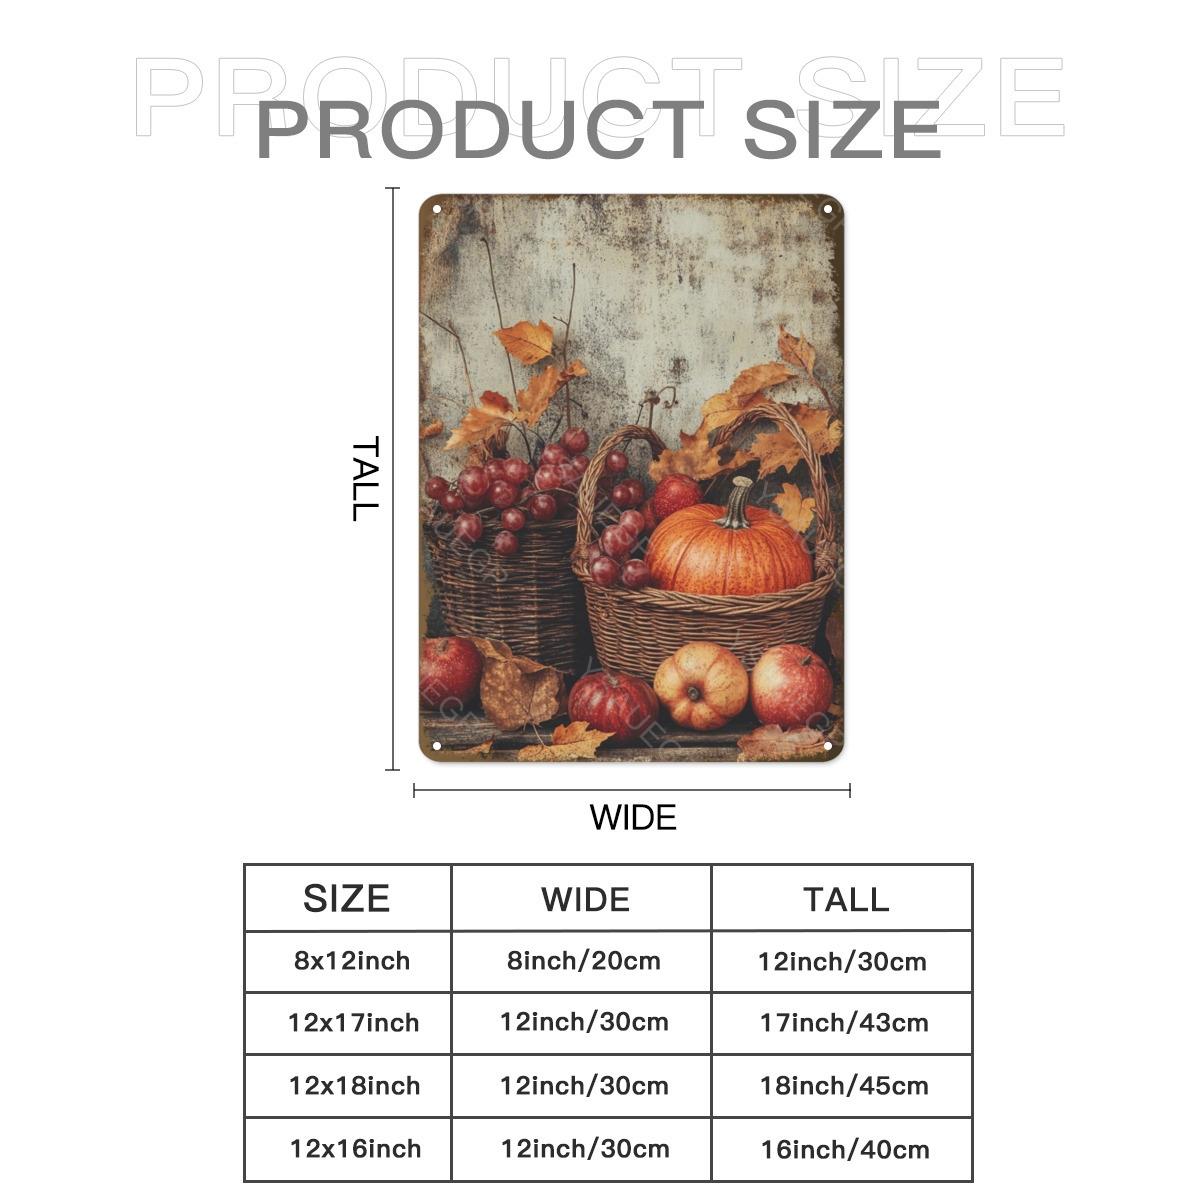 PRODUCT SIZE
PRODUCT SIZE
TALL
WIDE
SIZE WIDE TALL
8x12inch 8inch/20cm 12inch/30cm
12x17inch 12inch/30cm 17inch/43cm
12x18inch 12inch/30cm 18inch/45cm
12x16inch 12inch/30cm 16inch/40cm